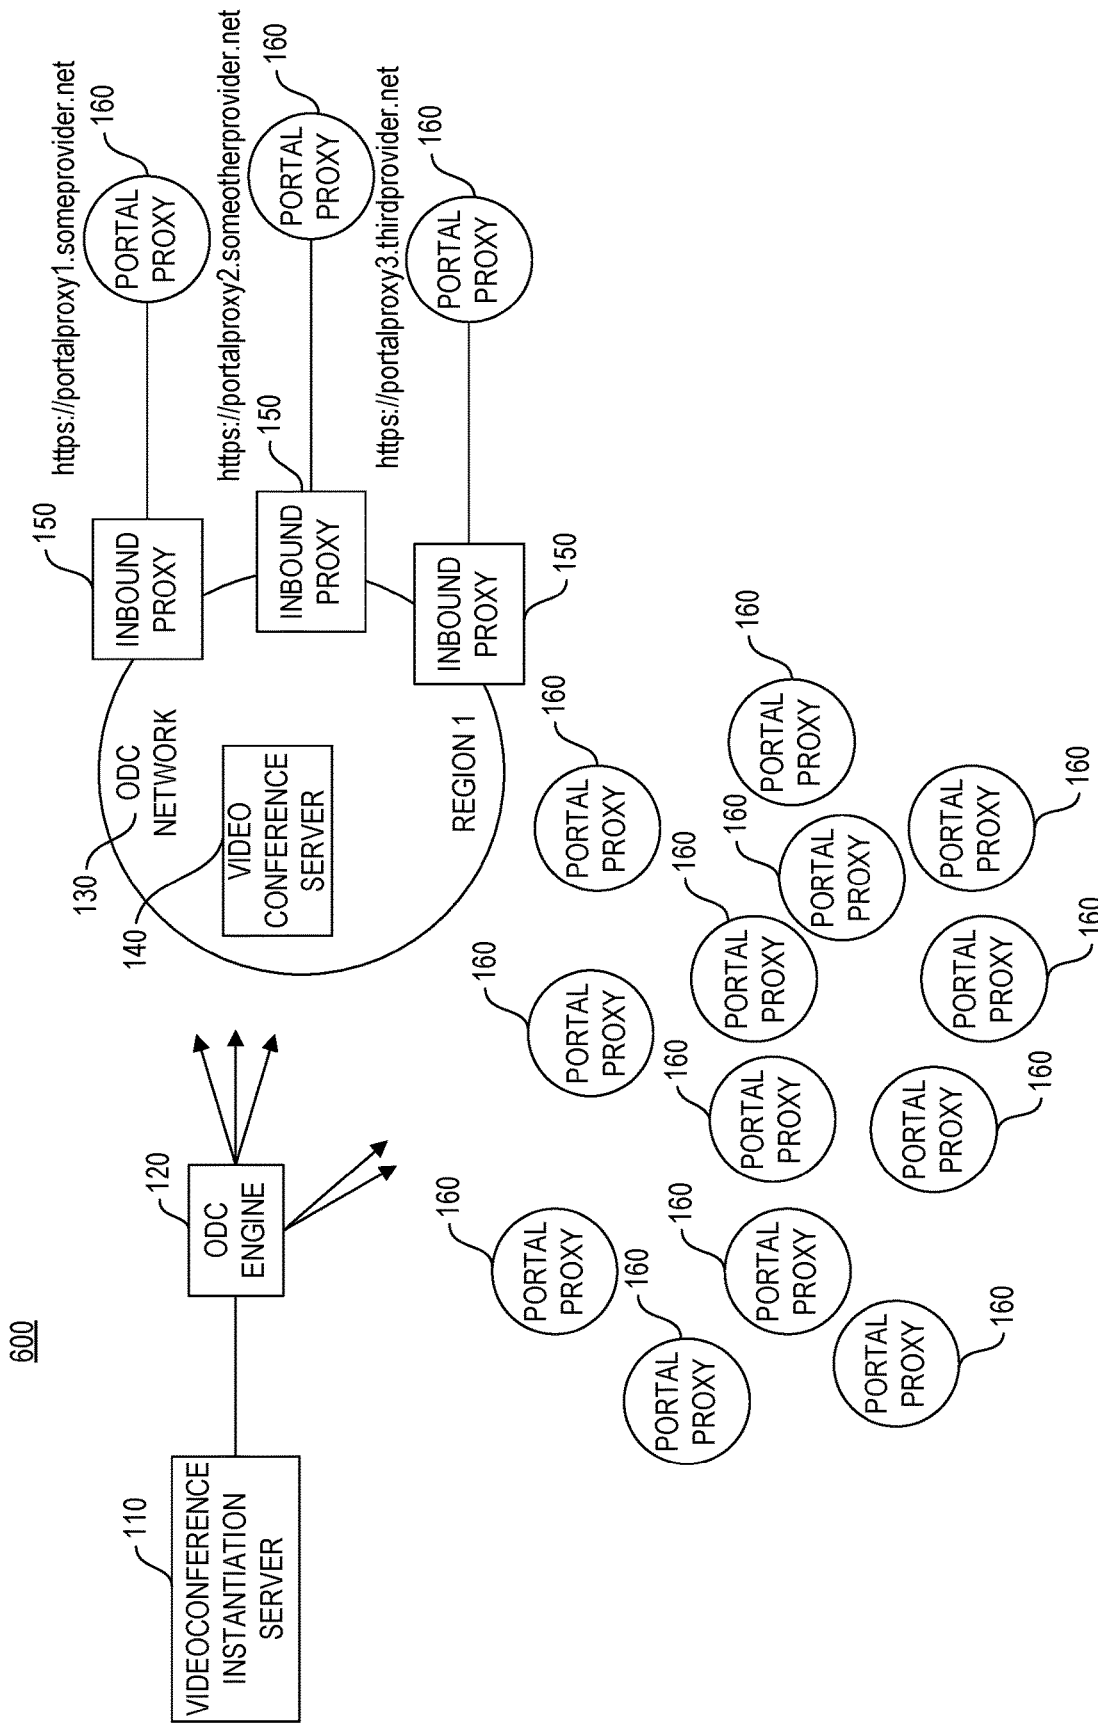 600
110
VIDEOCONFERENCE
INSTANTIATION
SERVER
120
ODC
ENGINE
130
ODC
NETWORK
140
VIDEO
CONFERENCE
SERVER
REGION 1
150
INBOUND
PROXY
https://portalproxy1.someprovider.net
160
PORTAL
PROXY
150
INBOUND
PROXY
https://portalproxy2.someotherprovider.net
160
PORTAL
PROXY
150
INBOUND
PROXY
https://portalproxy3.thirdprovider.net
160
PORTAL
PROXY
160
PORTAL
PROXY
160
PORTAL
PROXY
160
PORTAL
PROXY
160
PORTAL
PROXY
160
PORTAL
PROXY
160
PORTAL
PROXY
160
PORTAL
PROXY
160
PORTAL
PROXY
160
PORTAL
PROXY
160
PORTAL
PROXY
160
PORTAL
PROXY
160
PORTAL
PROXY
160
PORTAL
PROXY